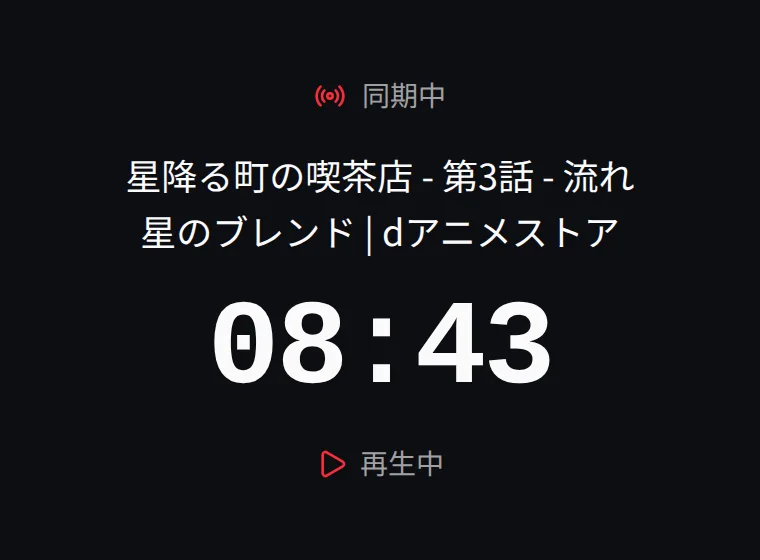 同期中
星降る町の喫茶店 - 第3話 - 流れ
星のブレンド | dアニメストア
08:43
再生中